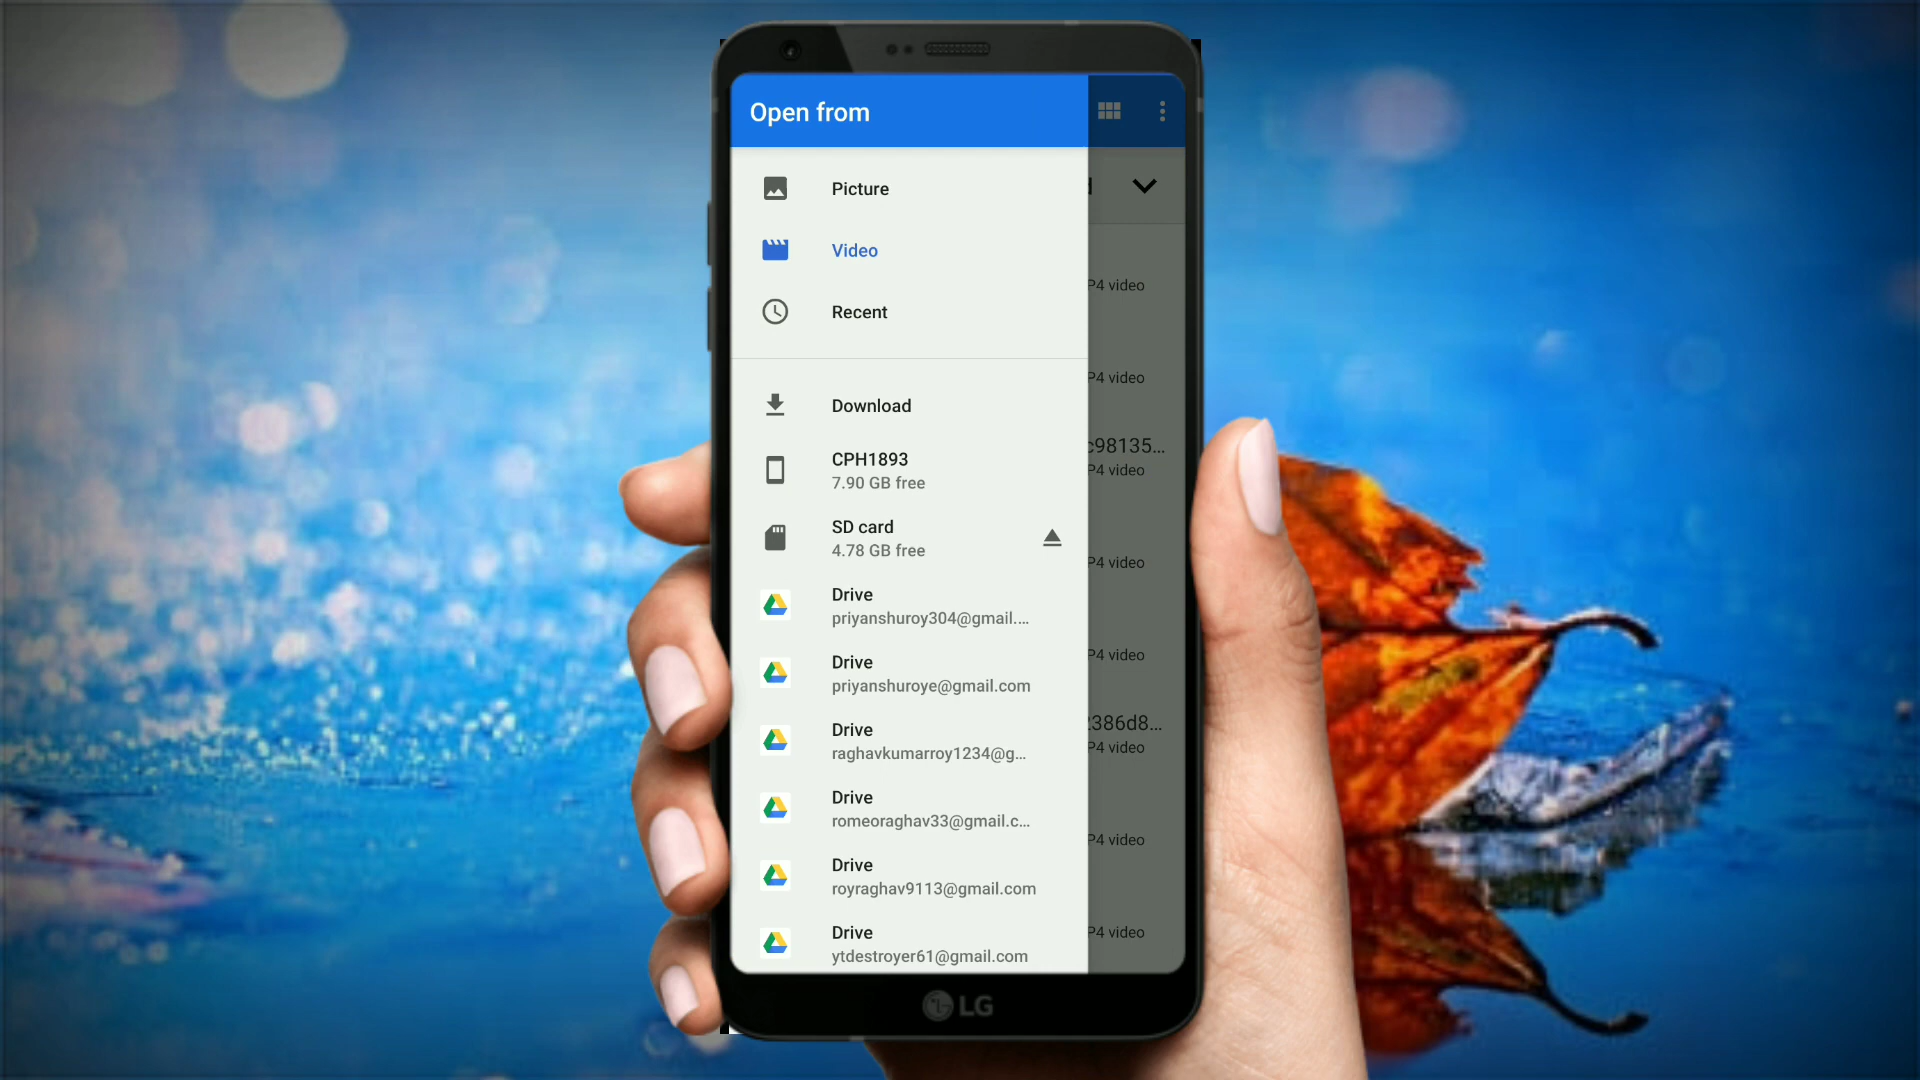 Open from
Picture
Video
Recent
Download
CPH1893
7.90 GB free
SD card
4.78 GB free
Drive
priyanshuroy304@gmail....
Drive
priyanshuroye@gmail.com
Drive
raghavkumarroy1234@g...
Drive
romeoraghav33@gmail.c...
Drive
royraghav9113@gmail.com
Drive
ytdestroyer61@gmail.com
P4 video
P4 video
c98135...
P4 video
P4 video
P4 video
386d8...
P4 video
P4 video
P4 video
LG